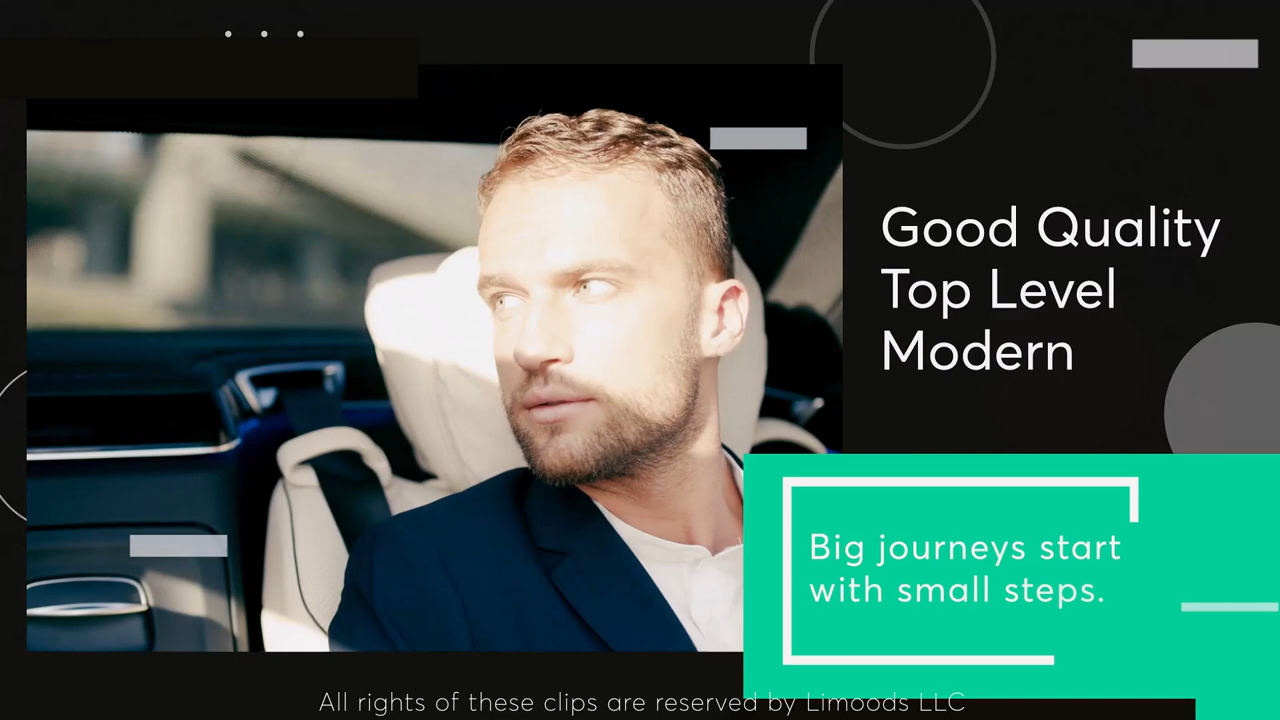 Good Quality
Top Level
Modern
Big journeys start
with small steps.
All rights of these clips are reserved by Limoods LLC